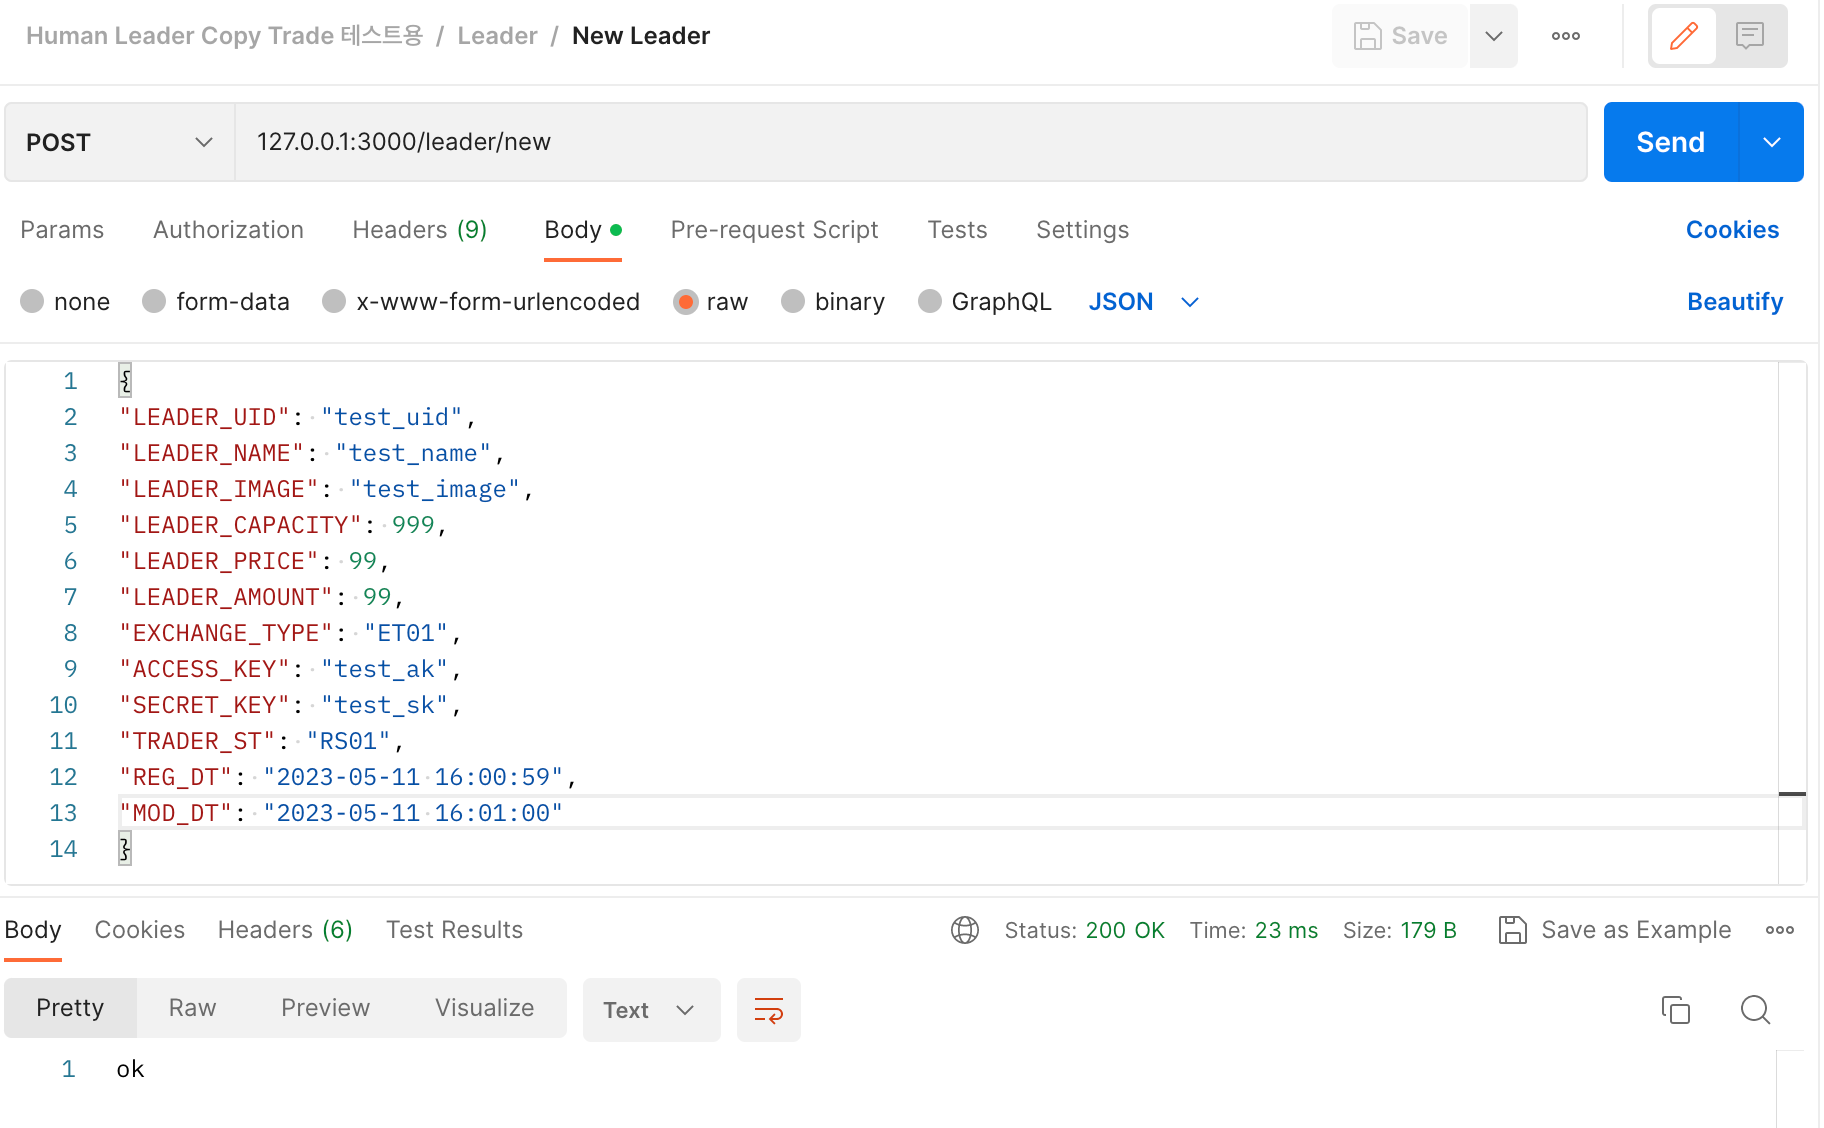 Human Leader Copy Trade 테스트용 / Leader / New Leader Save
POST 127.0.0.1:3000/leader/new Send
Params Authorization Headers (9) Body Pre-request Script Tests Settings Cookies
none form-data x-www-form-urlencoded raw binary GraphQL JSON Beautify
1 {
2 "LEADER_UID": "test_uid",
3 "LEADER_NAME": "test_name",
4 "LEADER_IMAGE": "test_image",
5 "LEADER_CAPACITY": 999,
6 "LEADER_PRICE": 99,
7 "LEADER_AMOUNT": 99,
8 "EXCHANGE_TYPE": "ET01",
9 "ACCESS_KEY": "test_ak",
10 "SECRET_KEY": "test_sk",
11 "TRADER_ST": "RS01",
12 "REG_DT": "2023-05-11 16:00:59",
13 "MOD_DT": "2023-05-11 16:01:00"
14 }
Body Cookies Headers (6) Test Results Status: 200 OK Time: 23 ms Size: 179 B Save as Example
Pretty Raw Preview Visualize Text
1 ok